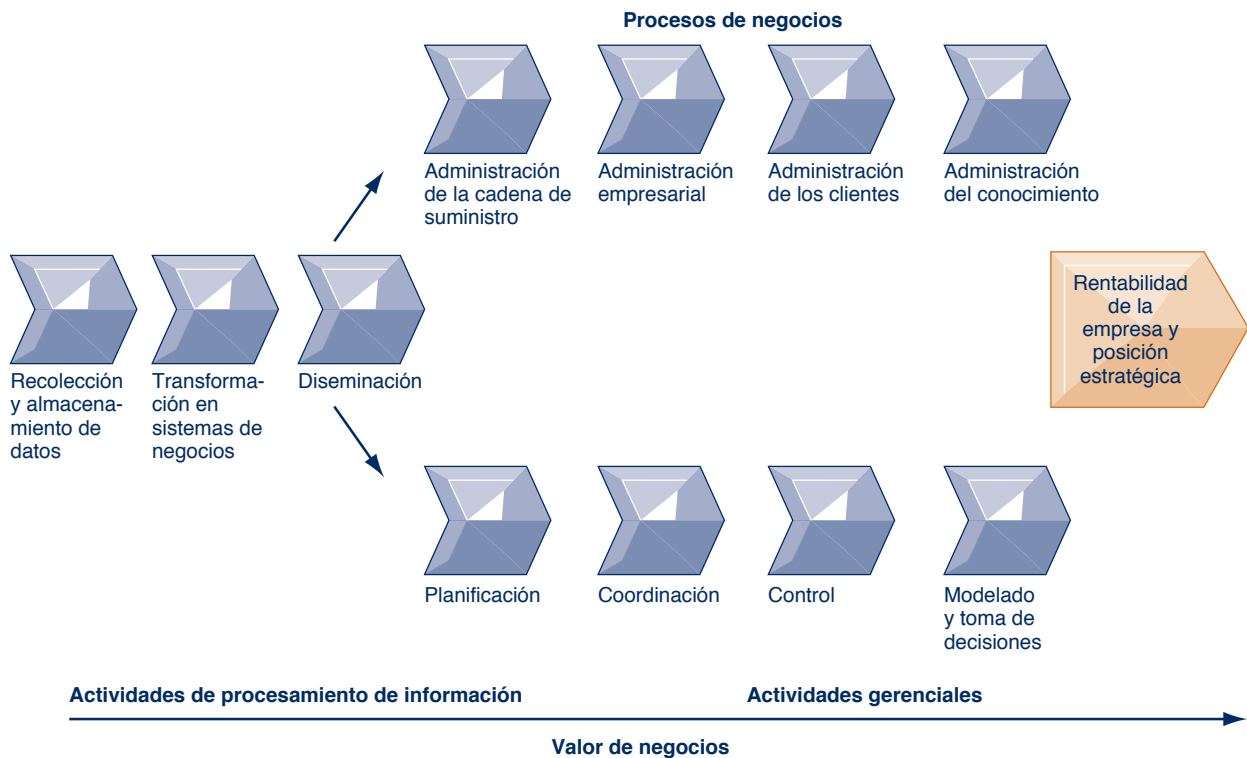 Procesos de negocios
Administración
de la cadena de
suministro
Administración
empresarial
Administración
de los clientes
Administración
del conocimiento
Recolección
y almacena-
miento de
datos
Transforma-
ción en
sistemas de
negocios
Diseminación
Rentabilidad
de la
empresa y
posición
estratégica
Planificación
Coordinación
Control
Modelado
y toma de
decisiones
Actividades de procesamiento de información
Actividades gerenciales
Valor de negocios